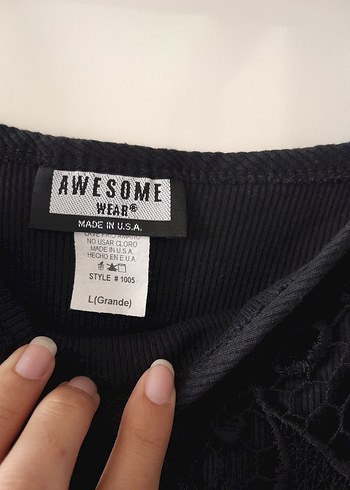 AWESOME
WEAR®
MADE IN U.S.A.
NO USAR CLORO
MADE IN U.S.A.
HECHO EN E.U.A.
STYLE # 1005
L(Grande)